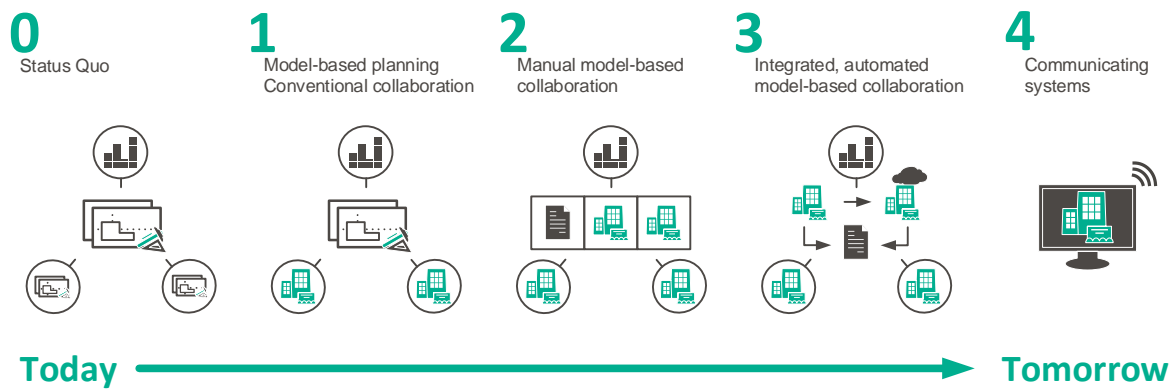 0
Status Quo
1
Model-based planning
Conventional collaboration
2
Manual model-based
collaboration
3
Integrated, automated
model-based collaboration
4
Communicating
systems
Today
Tomorrow